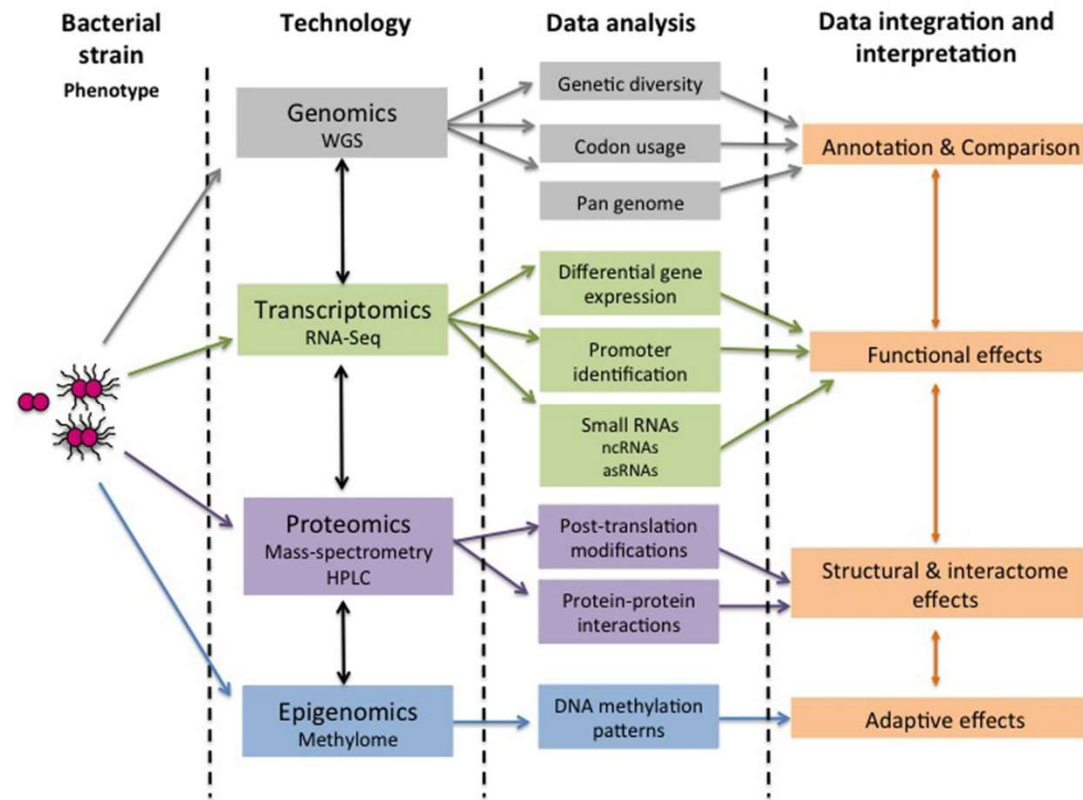 Bacterial
strain
Phenotype
Technology
Data analysis
Data integration and
interpretation
Genomics
WGS
Genetic diversity
Codon usage
Pan genome
Annotation & Comparison
Transcriptomics
RNA-Seq
Differential gene
expression
Promoter
identification
Small RNAs
ncRNAs
asRNAs
Functional effects
Proteomics
Mass-spectrometry
HPLC
Post-translation
modifications
Protein-protein
interactions
Structural & interactome
effects
Epigenomics
Methylome
DNA methylation
patterns
Adaptive effects